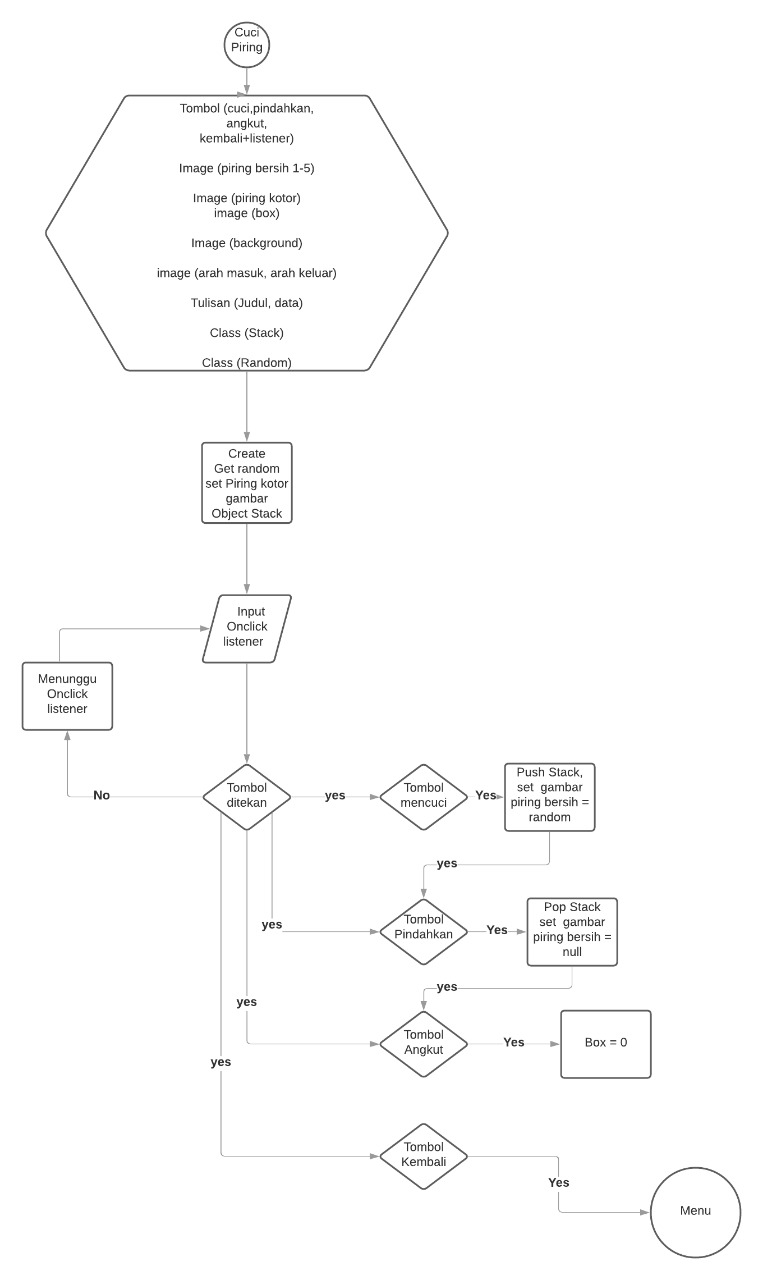 Cuci
Piring
Tombol (cuci,pindahkan,
angkut,
kembali+listener)
Image (piring bersih 1-5)
Image (piring kotor)
image (box)
Image (background)
image (arah masuk, arah keluar)
Tulisan (Judul, data)
Class (Stack)
Class (Random)
Create
Get random
set Piring kotor
gambar
Object Stack
Input
Onclick
listener
Menunggu
Onclick
listener
No
Tombol
ditekan
yes
Tombol
mencuci
Yes
Push Stack,
set gambar
piring bersih =
random
yes
yes
Tombol
Pindahkan
Yes
Pop Stack
set gambar
piring bersih =
null
yes
yes
Tombol
Angkut
Yes
Box = 0
yes
Tombol
Kembali
Yes
Menu